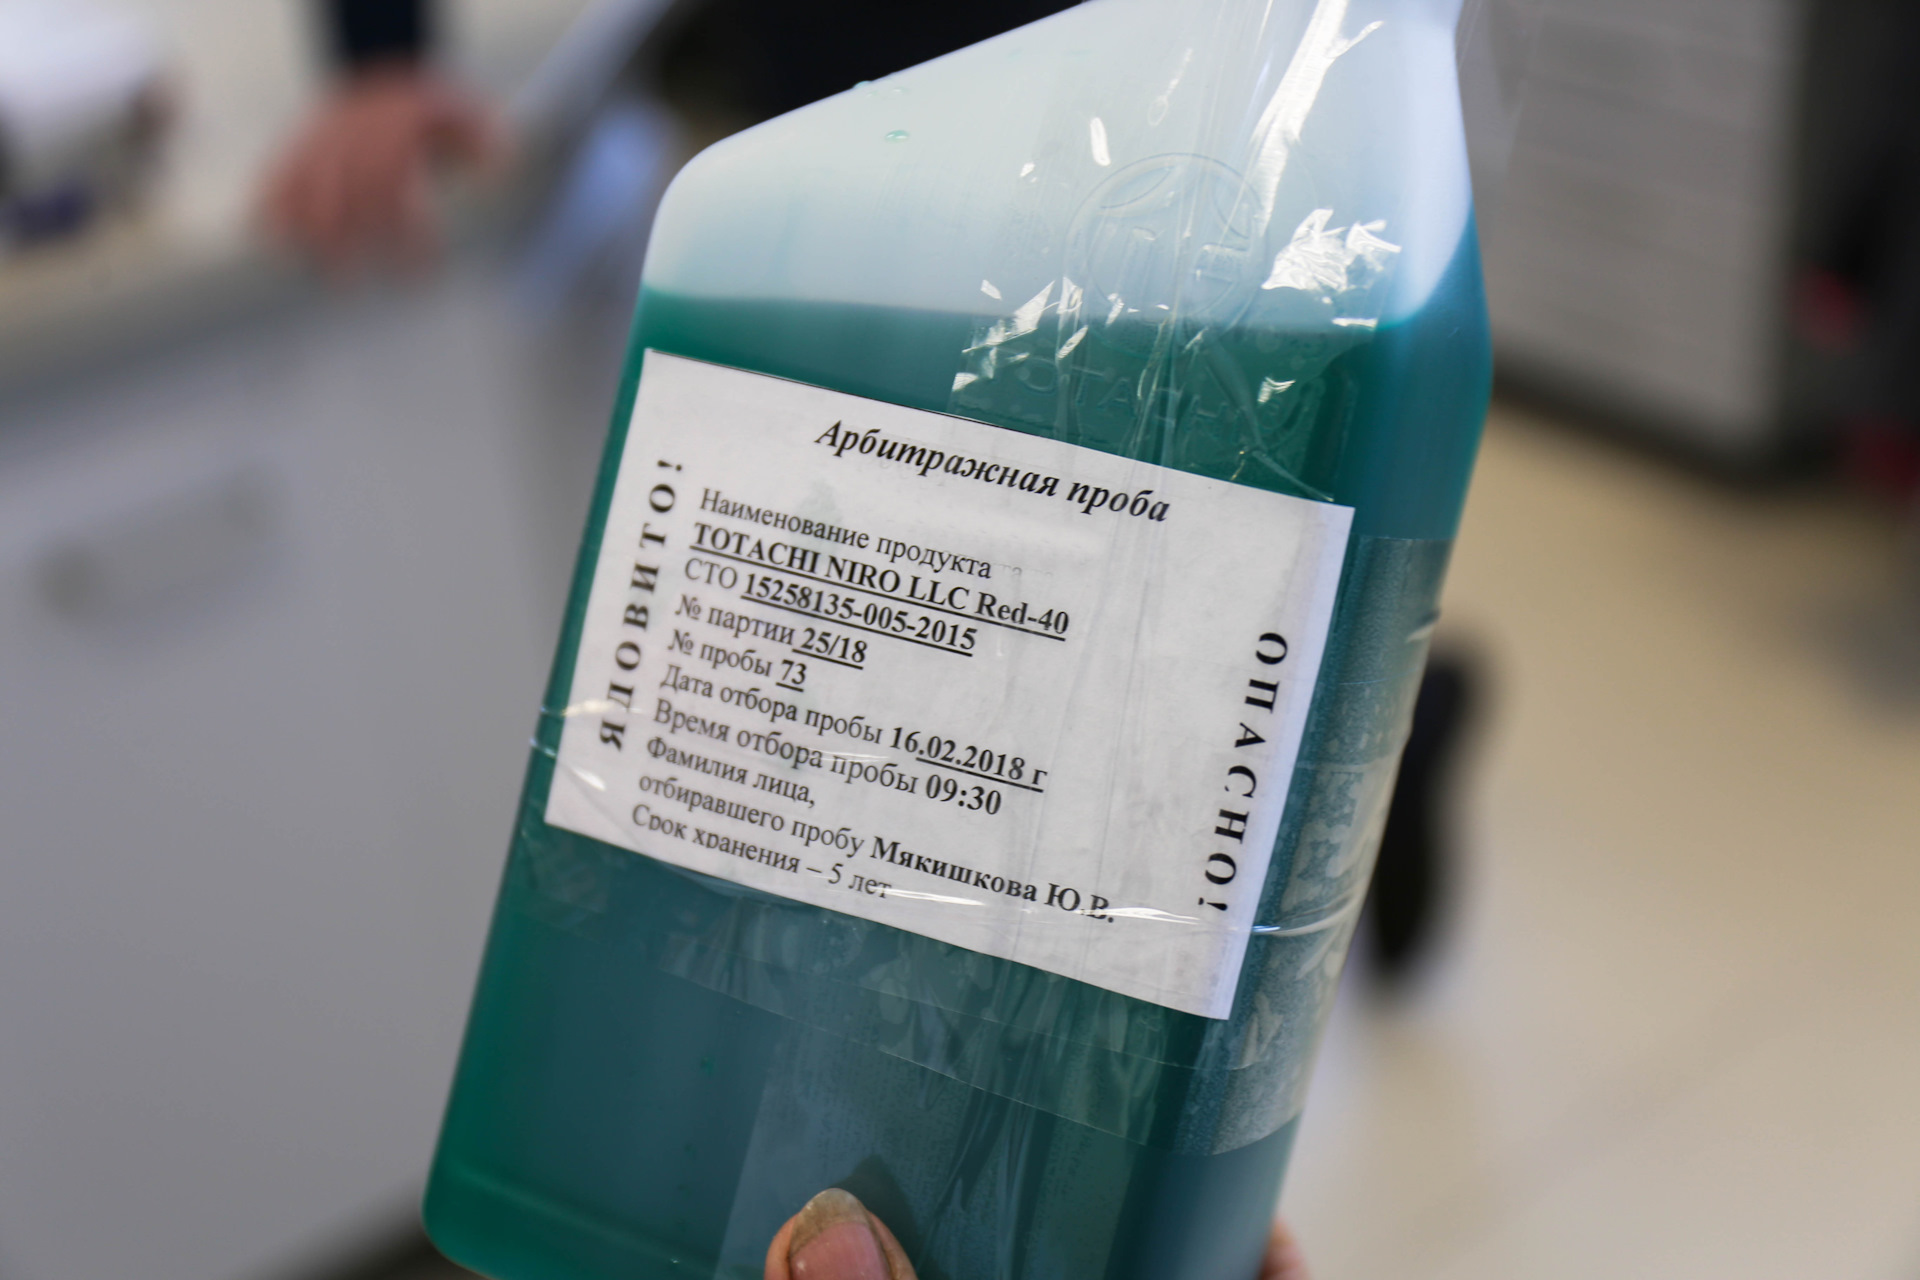 TOTACHI
Арбитражная проба
ЯДОВИТО!
Наименование продукта
TOTACHI NIRO LLC Red-40
СТО 15258135-005-2015
№ партии 25/18
№ пробы 73
Дата отбора пробы 16.02.2018 г
Время отбора пробы 09:30
Фамилия лица,
отбиравшего пробу Мякишкова Ю.В.
Срок хранения – 5 лет
ОПАСНО!